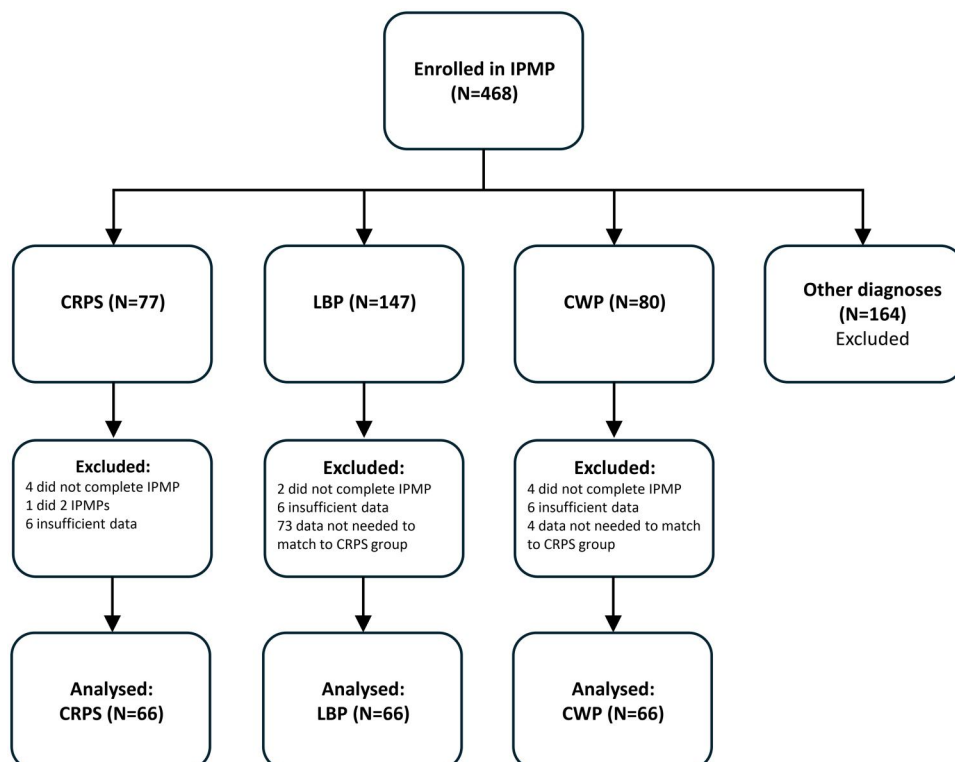 Enrolled in IPMP
(N=468)
CRPS (N=77)
LBP (N=147)
CWP (N=80)
Other diagnoses
(N=164)
Excluded
Excluded:
4 did not complete IPMP
1 did 2 IPMPs
6 insufficient data
Excluded:
2 did not complete IPMP
6 insufficient data
73 data not needed to
match to CRPS group
Excluded:
4 did not complete IPMP
6 insufficient data
4 data not needed to match
to CRPS group
Analysed:
CRPS (N=66)
Analysed:
LBP (N=66)
Analysed:
CWP (N=66)